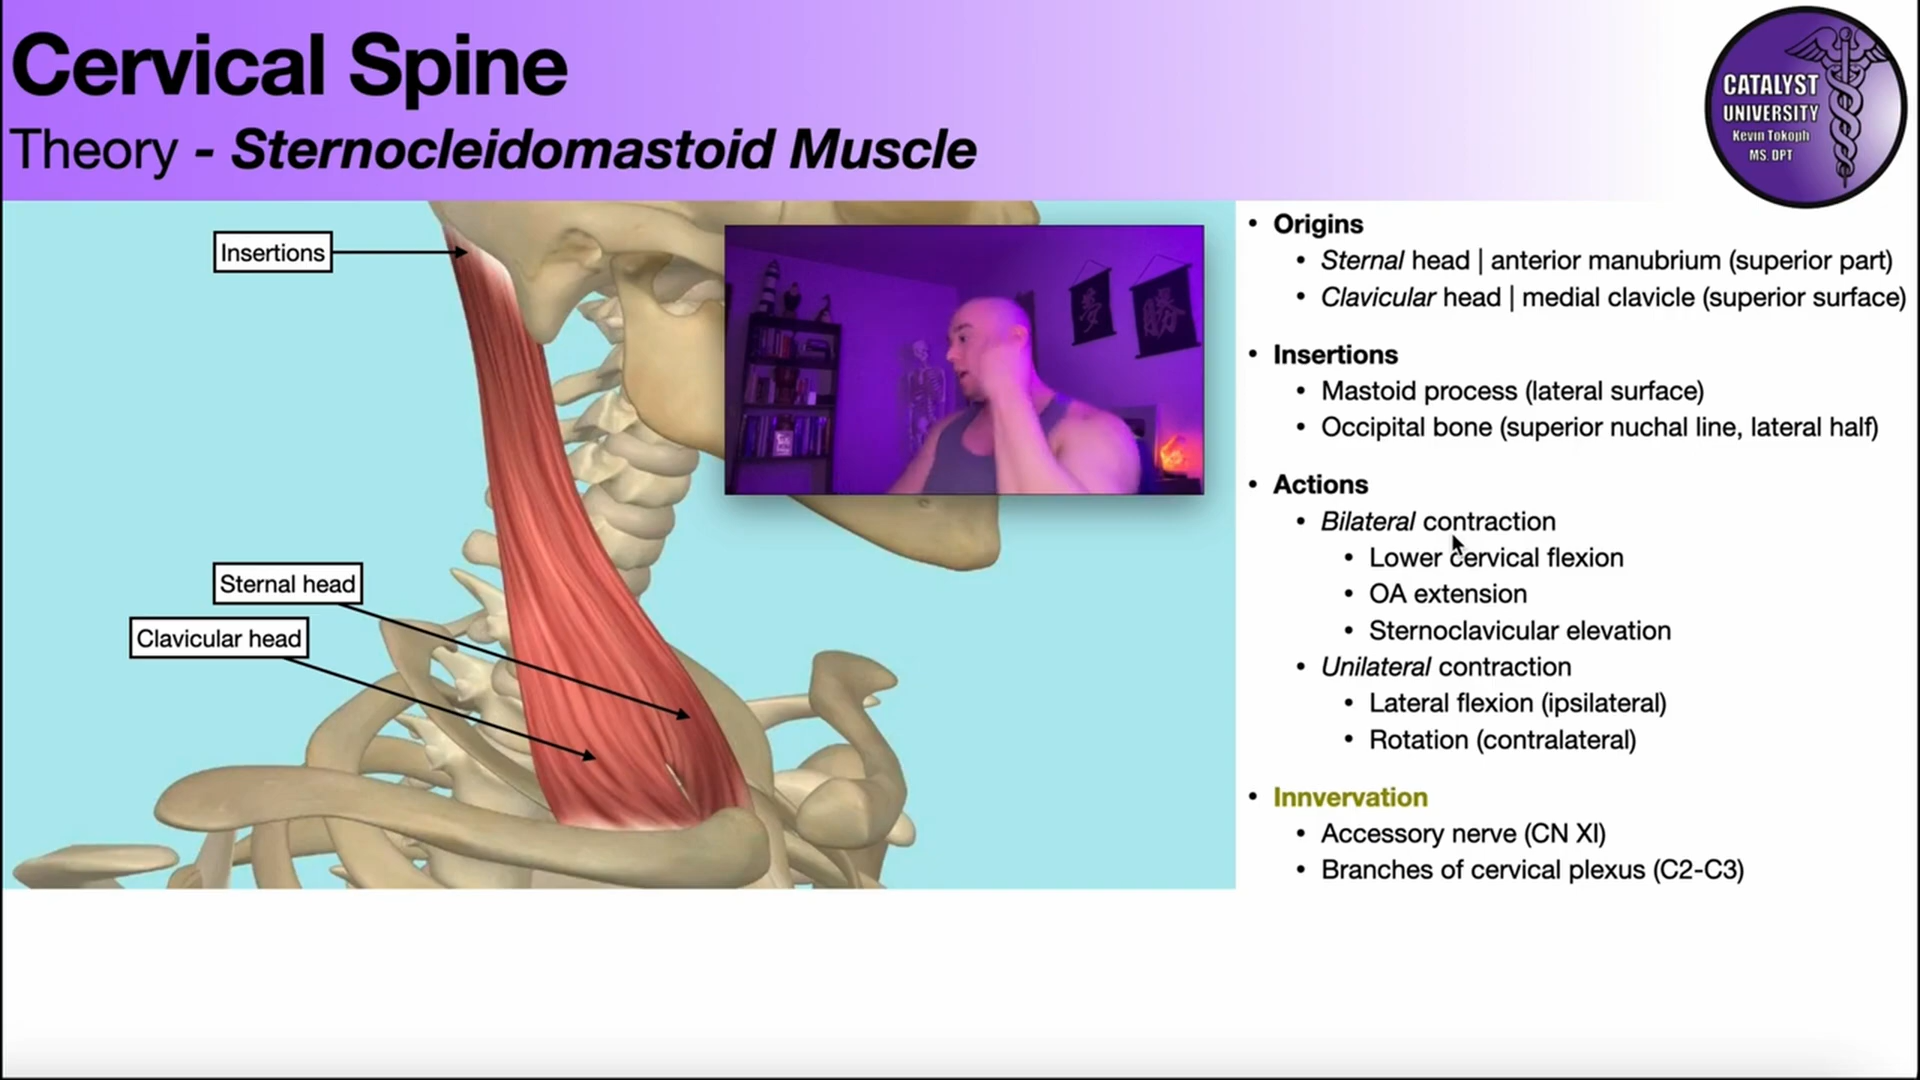 Cervical Spine
Theory - Sternocleidomastoid Muscle
CATALYST
UNIVERSITY
Kevin Tokoph
MS, DPT
Insertions
Sternal head
Clavicular head
夢
勝
• Origins
• Sternal head | anterior manubrium (superior part)
• Clavicular head | medial clavicle (superior surface)
• Insertions
• Mastoid process (lateral surface)
• Occipital bone (superior nuchal line, lateral half)
• Actions
• Bilateral contraction
• Lower cervical flexion
• OA extension
• Sternoclavicular elevation
• Unilateral contraction
• Lateral flexion (ipsilateral)
• Rotation (contralateral)
• Innvervation
• Accessory nerve (CN XI)
• Branches of cervical plexus (C2-C3)